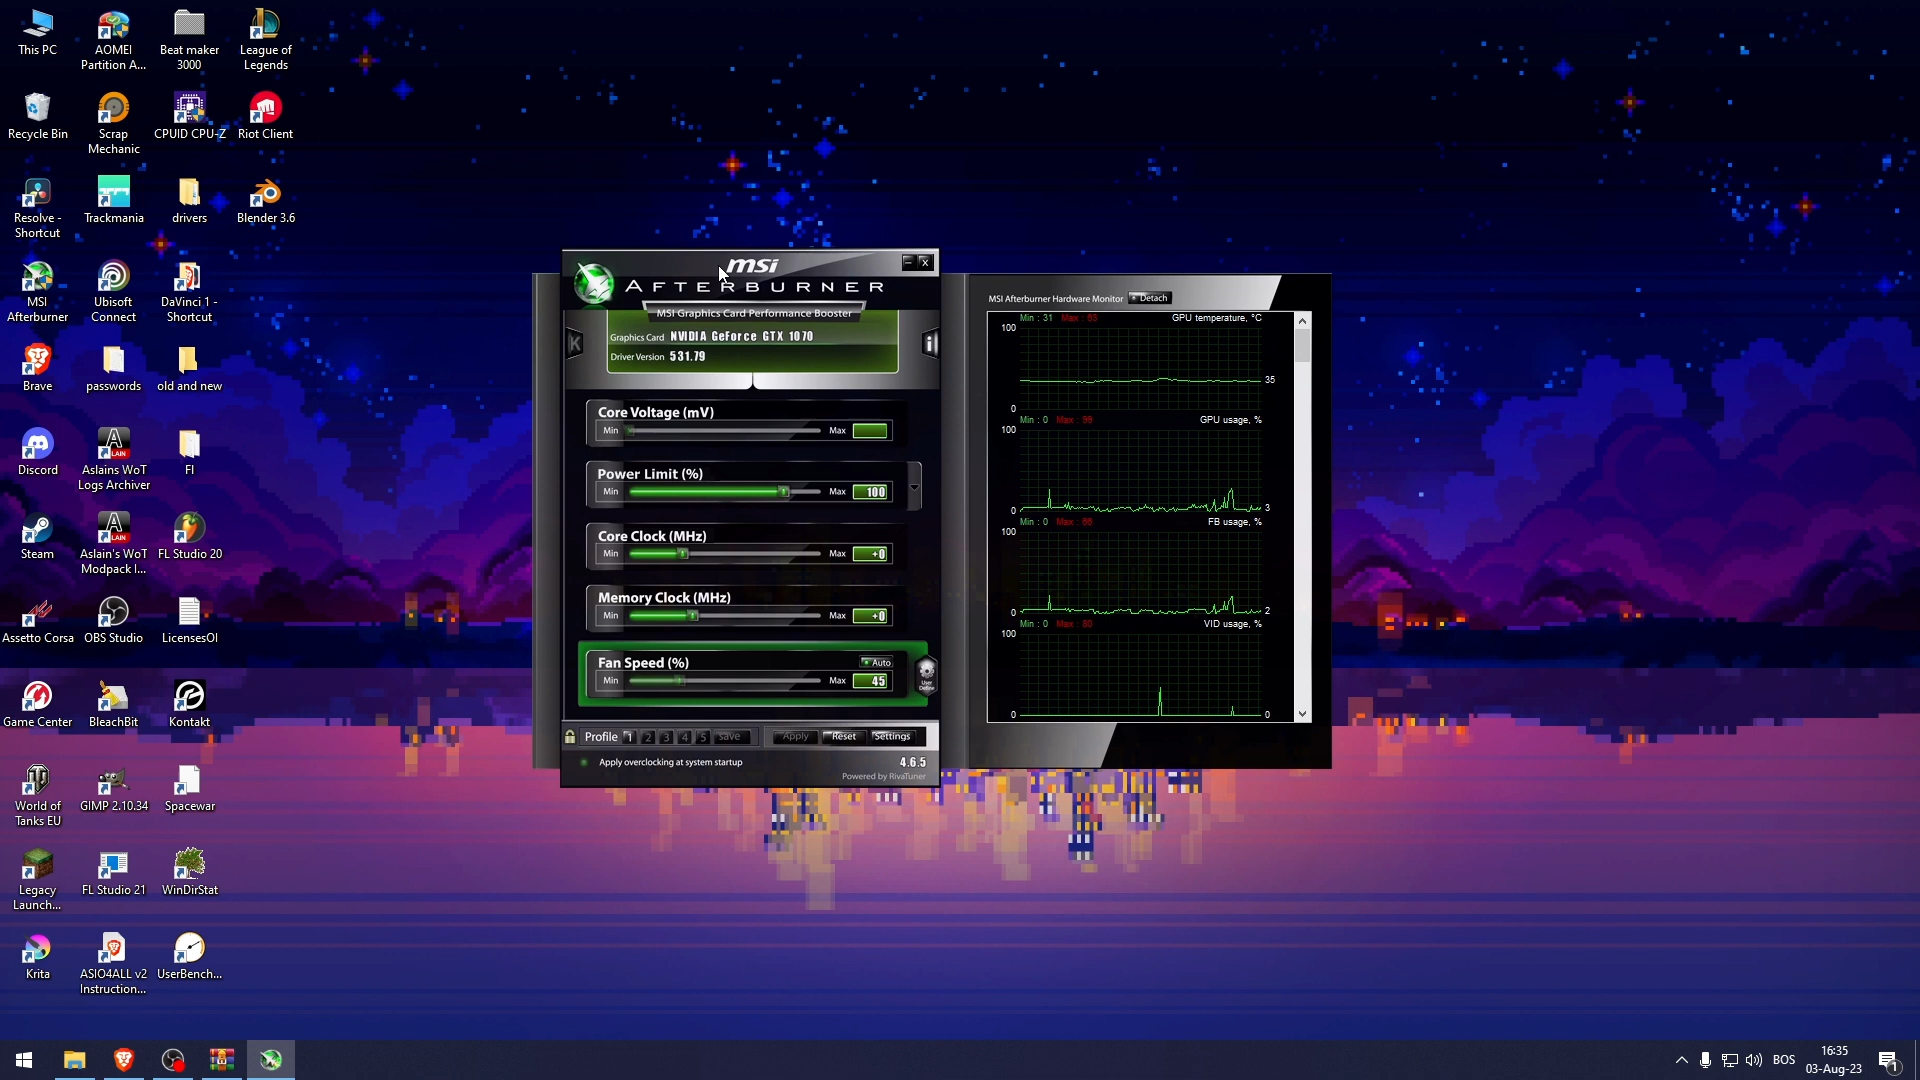 This PC
AOMEI
Partition A...
Beat maker
3000
League of
Legends
Recycle Bin
Scrap
Mechanic
CPUID CPU-Z
Riot Client
Resolve -
Shortcut
Trackmania
drivers
Blender 3.6
MSI
Afterburner
Ubisoft
Connect
DaVinci 1 -
Shortcut
Brave
passwords
old and new
Discord
Aslains WoT
Logs Archiver
Fl
Steam
Aslain's WoT
Modpack I...
FL Studio 20
Assetto Corsa
OBS Studio
LicensesOl
Game Center
BleachBit
Kontakt
World of
Tanks EU
GIMP 2.10.34
Spacewar
Legacy
Launch...
FL Studio 21
WinDirStat
Krita
ASIO4ALL v2
Instruction...
UserBench...
msi
AFTERBURNER
MSI Graphics Card Performance Booster
Graphics Card NVIDIA GeForce GTX 1070
Driver Version 531.79
K
i
Core Voltage (mV)
Min Max
Power Limit (%)
Min Max 100
Core Clock (MHz)
Min Max +0
Memory Clock (MHz)
Min Max +0
Fan Speed (%) Auto
Min Max 45
User
Define
Profile 1 2 3 4 5 save Apply Reset Settings
Apply overclocking at system startup 4.6.5
Powered by RivaTuner
MSI Afterburner Hardware Monitor Detach
Min : 31 GPU temperature, °C
100
35
0
Min : 0 GPU usage, %
100
3
0
Min : 0 FB usage, %
100
2
0
Min : 0 Max : 80 VID usage, %
100
0 0
BOS
16:35
03-Aug-23
1